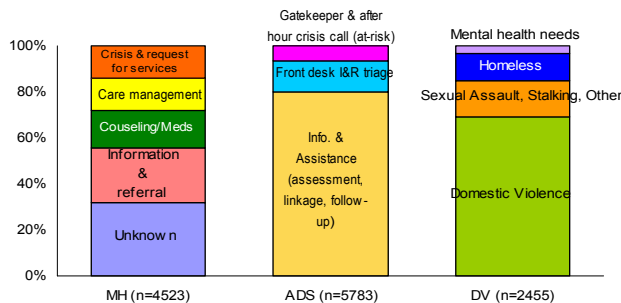 Gatekeeper & after
hour crisis call (at-risk)
Mental health needs
100%
80%
60%
40%
20%
0%
Crisis & request
for services
Care management
Couseling/Meds
Information
&
referral
Unknown
Front desk I&R triage
Info. &
Assistance
(assessment,
linkage, follow-
up)
Homeless
Sexual Assault, Stalking, Other
Domestic Violence
MH (n=4523)
ADS (n=5783)
DV (n=2455)